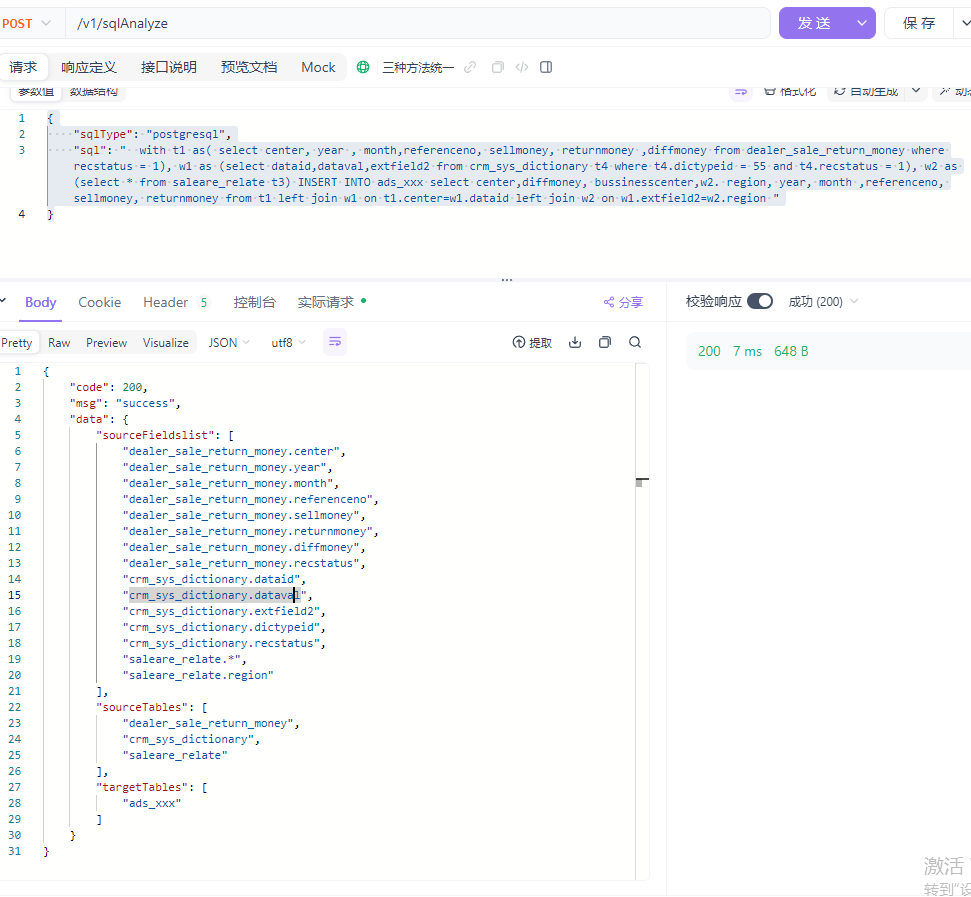 POST /v1/sqlAnalyze 发 送 保 存
请求 响应定义 接口说明 预览文档 Mock 三种方法统一
参数值 数据结构 格式化 自动生成
1 {
2 "sqlType": "postgresql",
3 "sql": " with t1 as( select center, year , month,referenceno, sellmoney, returnmoney ,diffmoney from dealer_sale_return_money where
recstatus = 1), w1 as (select dataid,dataval,extfield2 from crm_sys_dictionary t4 where t4.dictypeid = 55 and t4.recstatus = 1), w2 as
(select * from saleare_relate t3) INSERT INTO ads_xxx select center,diffmoney, bussinesscenter,w2. region, year, month ,referenceno,
sellmoney, returnmoney from t1 left join w1 on t1.center=w1.dataid left join w2 on w1.extfield2=w2.region "
4 }
Body Cookie Header 5 控制台 实际请求 分享 校验响应 成功 (200)
Pretty Raw Preview Visualize JSON utf8 提取
200 7 ms 648 B
1 {
2 "code": 200,
3 "msg": "success",
4 "data": {
5 "sourceFieldslist": [
6 "dealer_sale_return_money.center",
7 "dealer_sale_return_money.year",
8 "dealer_sale_return_money.month",
9 "dealer_sale_return_money.referenceno",
10 "dealer_sale_return_money.sellmoney",
11 "dealer_sale_return_money.returnmoney",
12 "dealer_sale_return_money.diffmoney",
13 "dealer_sale_return_money.recstatus",
14 "crm_sys_dictionary.dataid",
15 "crm_sys_dictionary.dataval",
16 "crm_sys_dictionary.extfield2",
17 "crm_sys_dictionary.dictypeid",
18 "crm_sys_dictionary.recstatus",
19 "saleare_relate.*",
20 "saleare_relate.region"
21 ],
22 "sourceTables": [
23 "dealer_sale_return_money",
24 "crm_sys_dictionary",
25 "saleare_relate"
26 ],
27 "targetTables": [
28 "ads_xxx"
29 ]
30 }
31 }
激活
转到"设